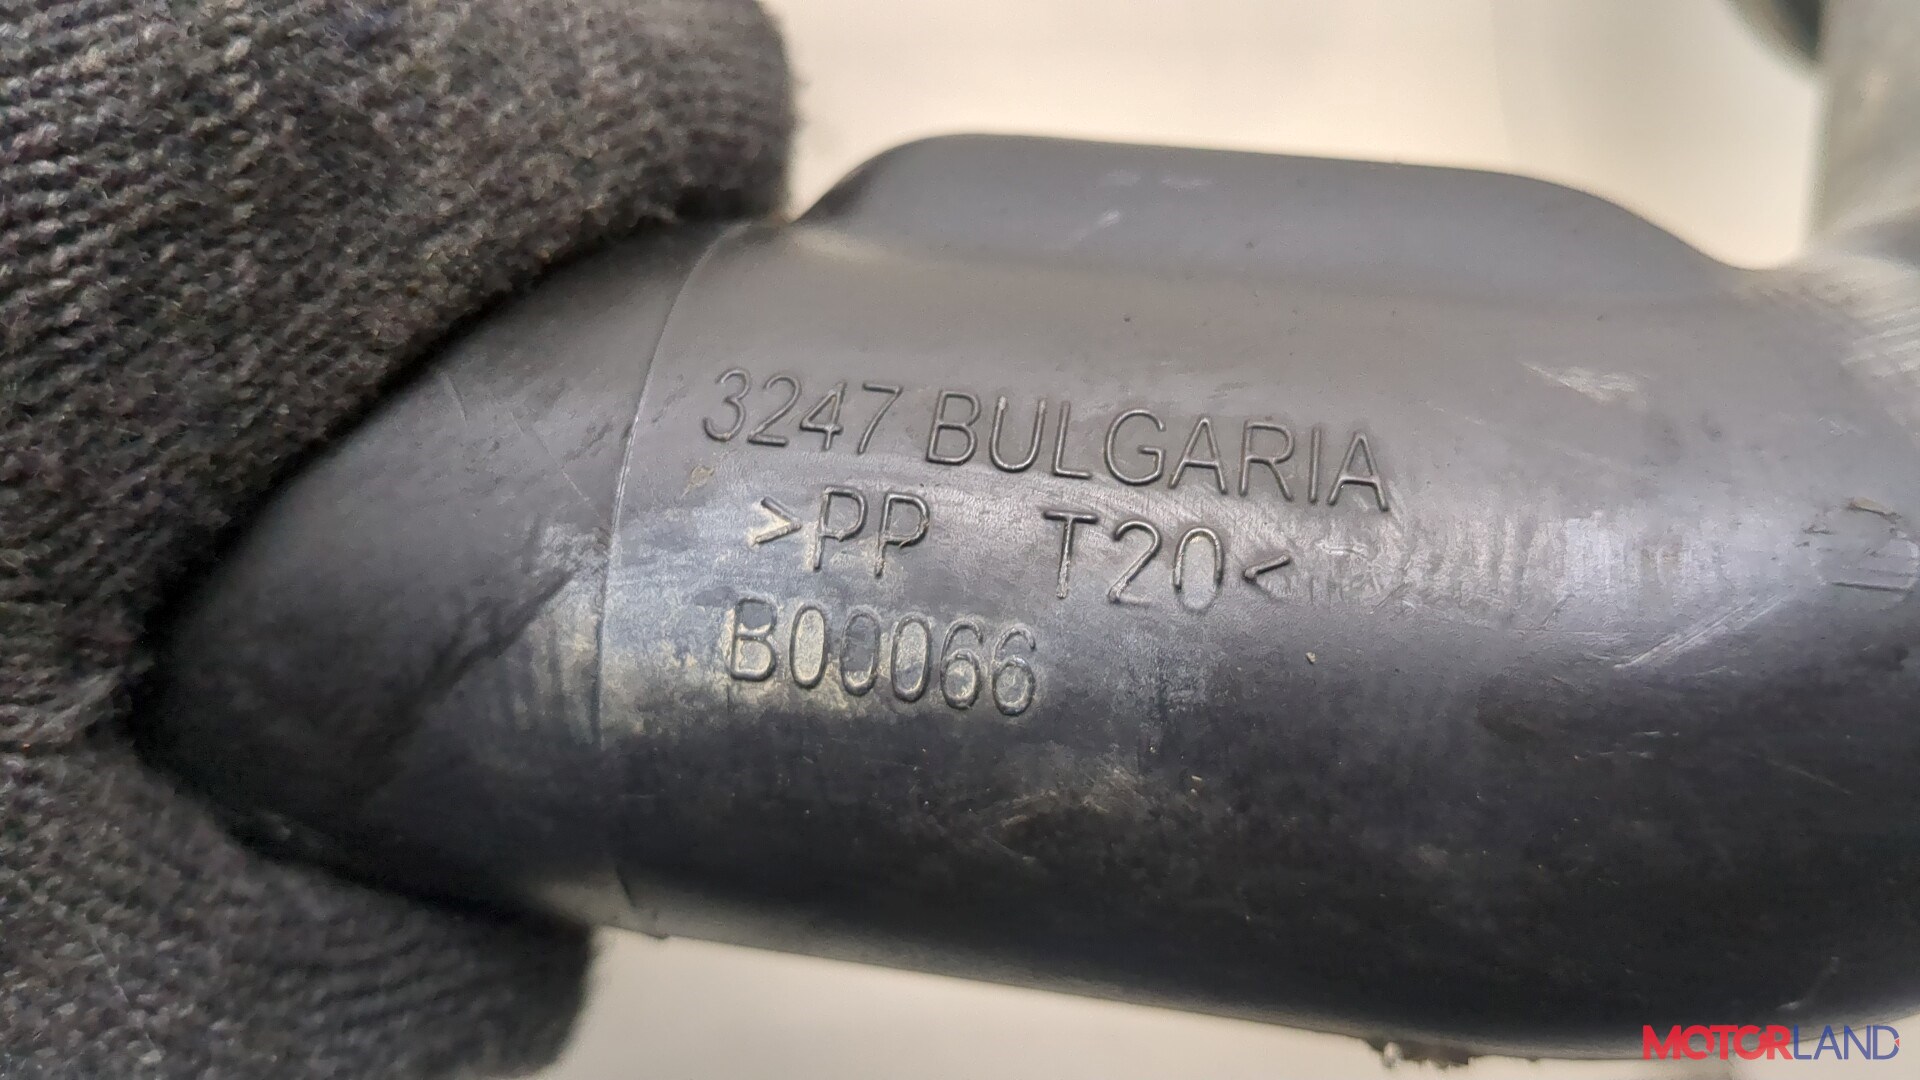 3247 BULGARIA
>PP T20<
B00066
MOTORLAND